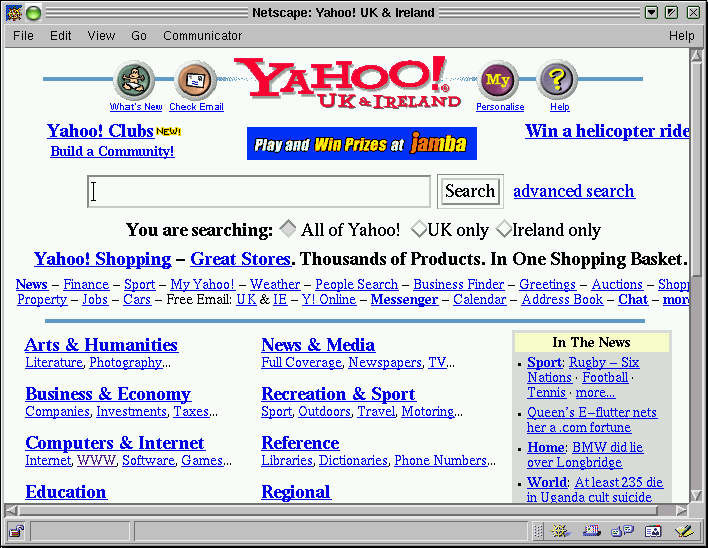 Netscape: Yahoo! UK & Ireland
File Edit View Go Communicator Help
What's New Check Email YAHOO! UK & IRELAND My Personalise ? Help
Yahoo! Clubs NEW! Win a helicopter ride
Build a Community! Play and Win Prizes at jamba
Search advanced search
You are searching: All of Yahoo! UK only Ireland only
Yahoo! Shopping – Great Stores. Thousands of Products. In One Shopping Basket.
News – Finance – Sport – My Yahoo! – Weather – People Search – Business Finder – Greetings – Auctions – Shopp
Property – Jobs – Cars – Free Email: UK & IE – Y! Online – Messenger – Calendar – Address Book – Chat – more
Arts & Humanities
Literature, Photography...
News & Media
Full Coverage, Newspapers, TV...
Business & Economy
Companies, Investments, Taxes...
Recreation & Sport
Sport, Outdoors, Travel, Motoring...
Computers & Internet
Internet, WWW, Software, Games...
Reference
Libraries, Dictionaries, Phone Numbers...
Education
Regional
In The News
• Sport: Rugby – Six
Nations · Football ·
Tennis · more...
• Queen's E–flutter nets
her a .com fortune
• Home: BMW did lie
over Longbridge
• World: At least 235 die
in Uganda cult suicide